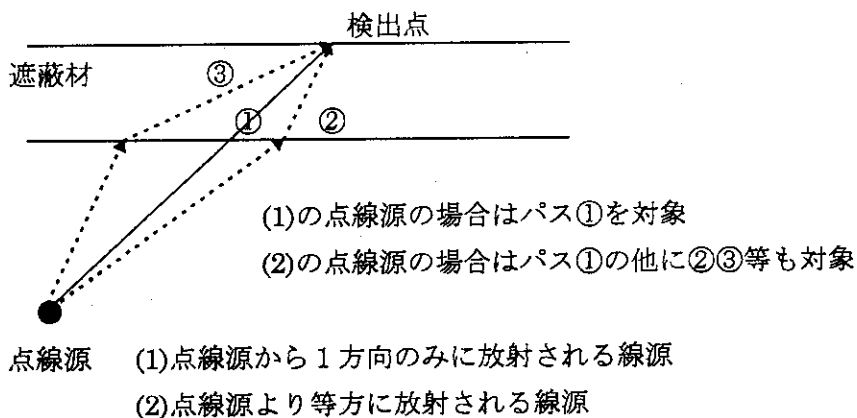 検出点
遮蔽材
③
①
②
(1)の点線源の場合はパス①を対象
(2)の点線源の場合はパス①の他に②③等も対象
点線源 (1)点線源から1方向のみに放射される線源
(2)点線源より等方に放射される線源